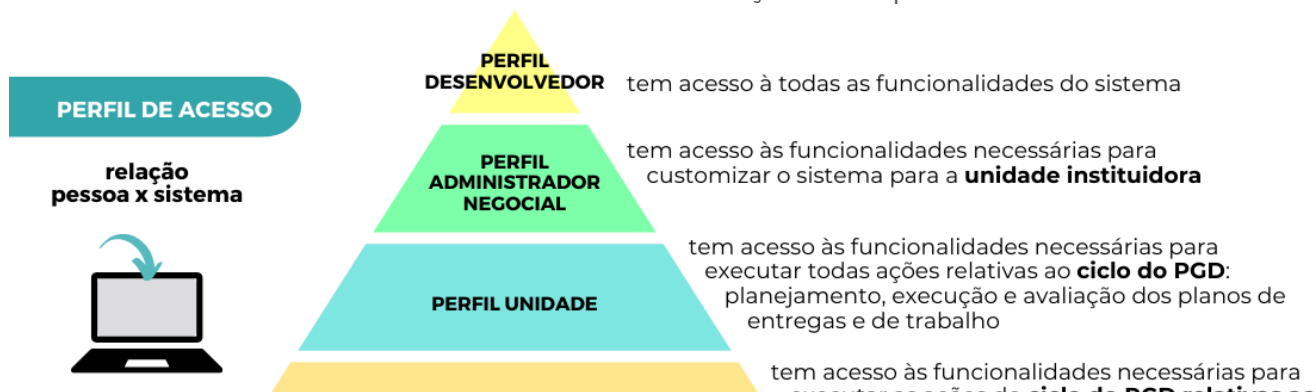 PERFIL DE ACESSO
relação
pessoa x sistema
PERFIL
DESENVOLVEDOR
tem acesso à todas as funcionalidades do sistema
PERFIL
ADMINISTRADOR
NEGOCIAL
tem acesso às funcionalidades necessárias para
customizar o sistema para a unidade instituidora
PERFIL UNIDADE
tem acesso às funcionalidades necessárias para
executar todas ações relativas ao ciclo do PGD:
planejamento, execução e avaliação dos planos de
entregas e de trabalho
tem acesso às funcionalidades necessárias para